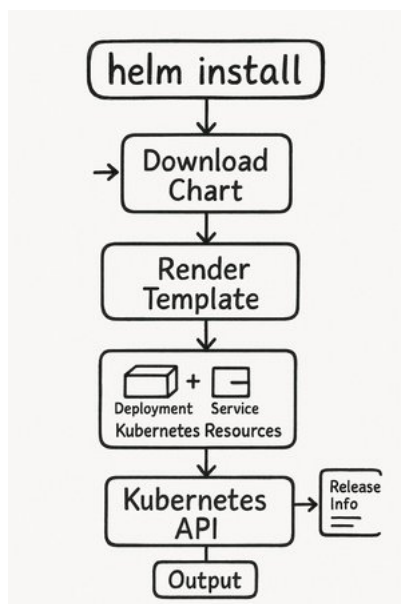 helm install
Download
Chart
Render
Template
+
Deployment Service
Kubernetes Resources
Kubernetes
API
Release
Info
Output